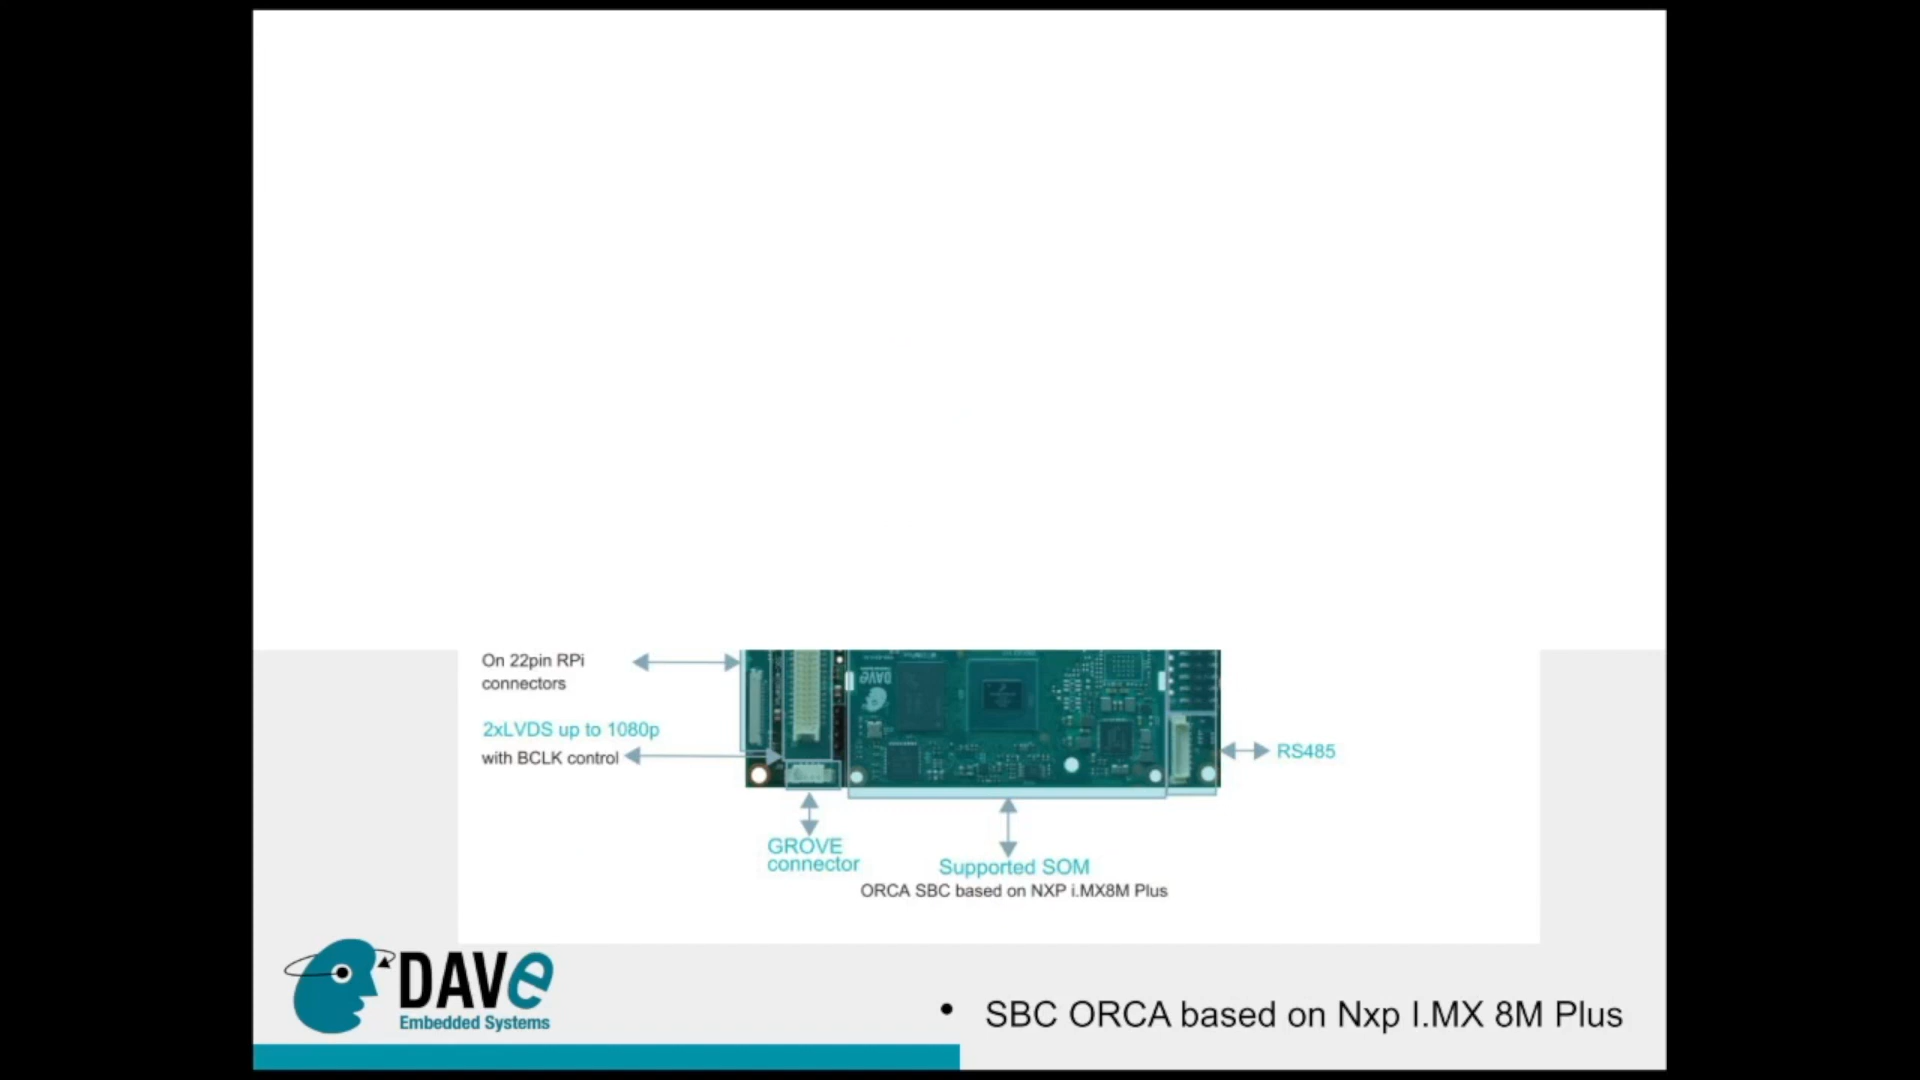 On 22pin RPi
connectors
2xLVDS up to 1080p
with BCLK control
RS485
GROVE
connector
Supported SOM
ORCA SBC based on NXP i.MX8M Plus
DAVe
DAVe
Embedded Systems
• SBC ORCA based on Nxp I.MX 8M Plus